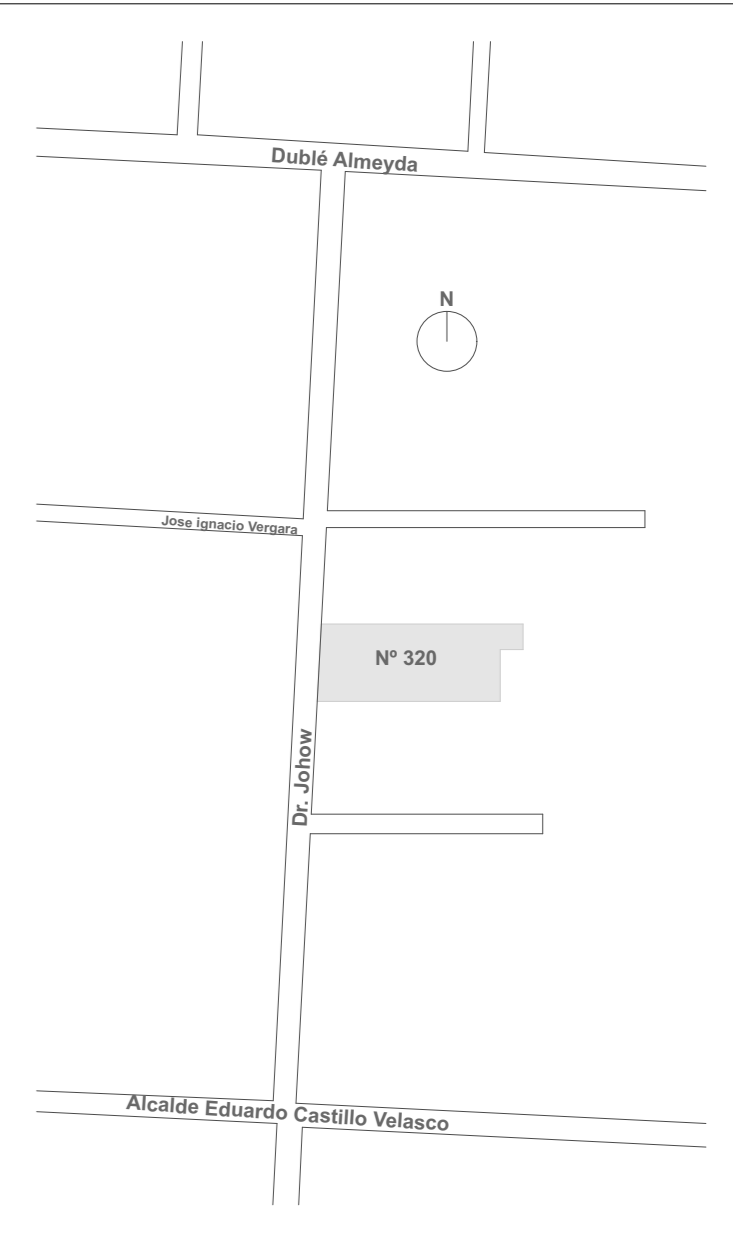 Dublé Almeyda
N
Jose ignacio Vergara
Nº 320
Dr. Johow
Alcalde Eduardo Castillo Velasco